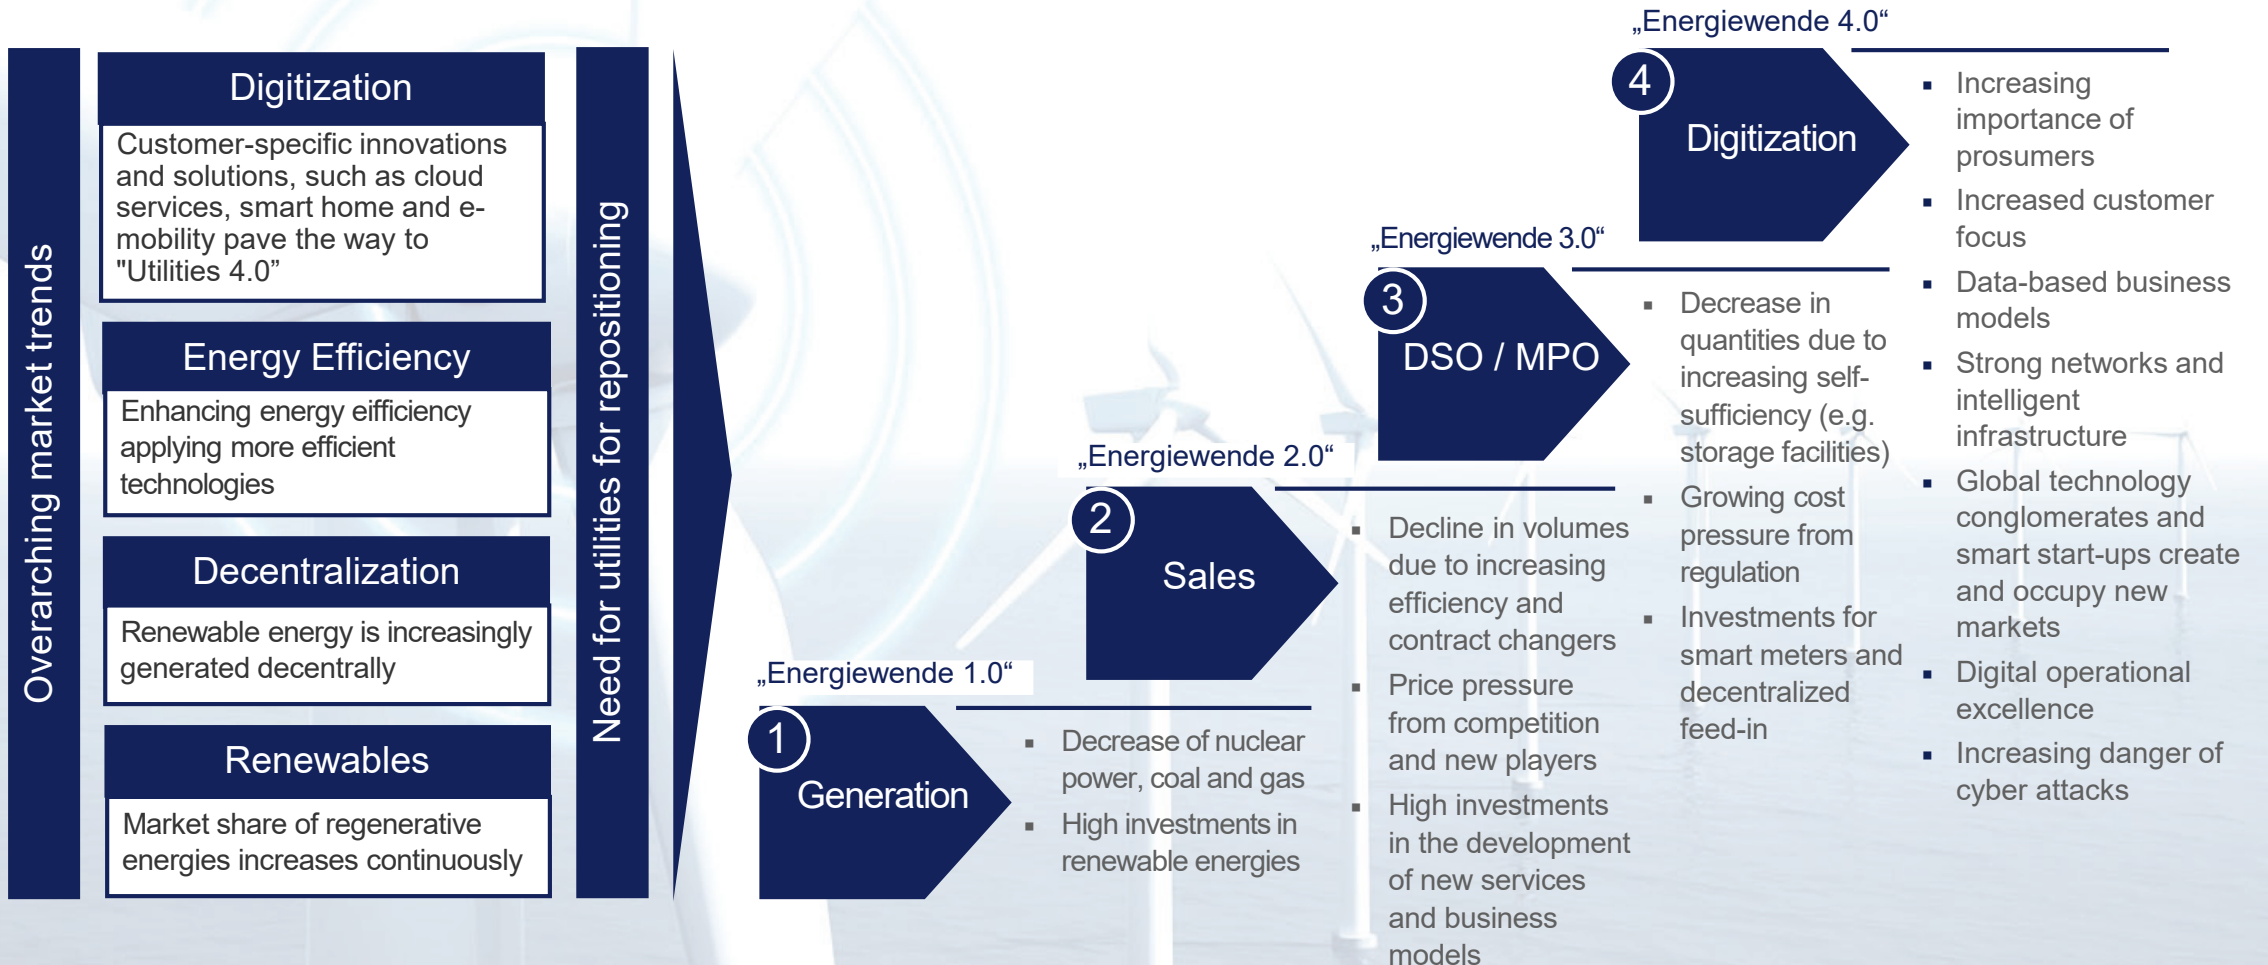 Overarching market trends
Digitization
Customer-specific innovations
and solutions, such as cloud
services, smart home and e-
mobility pave the way to
"Utilities 4.0”
Energy Efficiency
Enhancing energy eifficiency
applying more efficient
technologies
Decentralization
Renewable energy is increasingly
generated decentrally
Renewables
Market share of regenerative
energies increases continuously
Need for utilities for repositioning
„Energiewende 1.0“
1
Generation
▪ Decrease of nuclear
power, coal and gas
▪ High investments in
renewable energies
„Energiewende 2.0“
2
Sales
▪ Decline in volumes
due to increasing
efficiency and
contract changers
▪ Price pressure
from competition
and new players
▪ High investments
in the development
of new services
and business
models
„Energiewende 3.0“
3
DSO / MPO
▪ Decrease in
quantities due to
increasing self-
sufficiency (e.g.
storage facilities)
▪ Growing cost
pressure from
regulation
▪ Investments for
smart meters and
decentralized
feed-in
„Energiewende 4.0“
4
Digitization
▪ Increasing
importance of
prosumers
▪ Increased customer
focus
▪ Data-based business
models
▪ Strong networks and
intelligent
infrastructure
▪ Global technology
conglomerates and
smart start-ups create
and occupy new
markets
▪ Digital operational
excellence
▪ Increasing danger of
cyber attacks